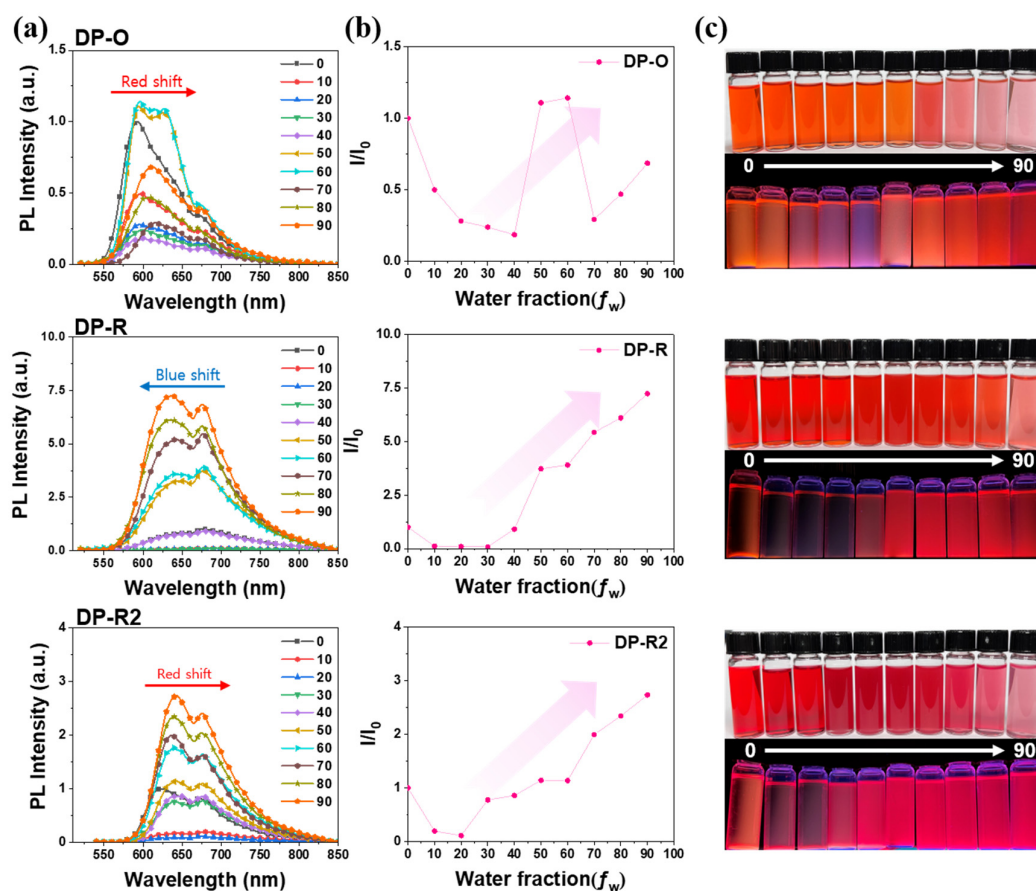 (a)
(b)
(c)
DP-O
PL Intensity (a.u.)
1.5
1.0
0.5
0.0
Red shift
0
10
20
30
40
50
60
70
80
90
550 600 650 700 750 800 850
Wavelength (nm)
I/I0
1.5
1.0
0.5
0.0
DP-O
0 10 20 30 40 50 60 70 80 90 100
Water fraction(fw)
0
90
DP-R
PL Intensity (a.u.)
10.0
7.5
5.0
2.5
0.0
Blue shift
0
10
20
30
40
50
60
70
80
90
550 600 650 700 750 800 850
Wavelength (nm)
I/I0
10.0
7.5
5.0
2.5
0.0
DP-R
0 10 20 30 40 50 60 70 80 90 100
Water fraction(fw)
0
90
DP-R2
PL Intensity (a.u.)
4
3
2
1
0
Red shift
0
10
20
30
40
50
60
70
80
90
550 600 650 700 750 800 850
Wavelength (nm)
I/I0
4
3
2
1
0
DP-R2
0 10 20 30 40 50 60 70 80 90 100
Water fraction(fw)
0
90